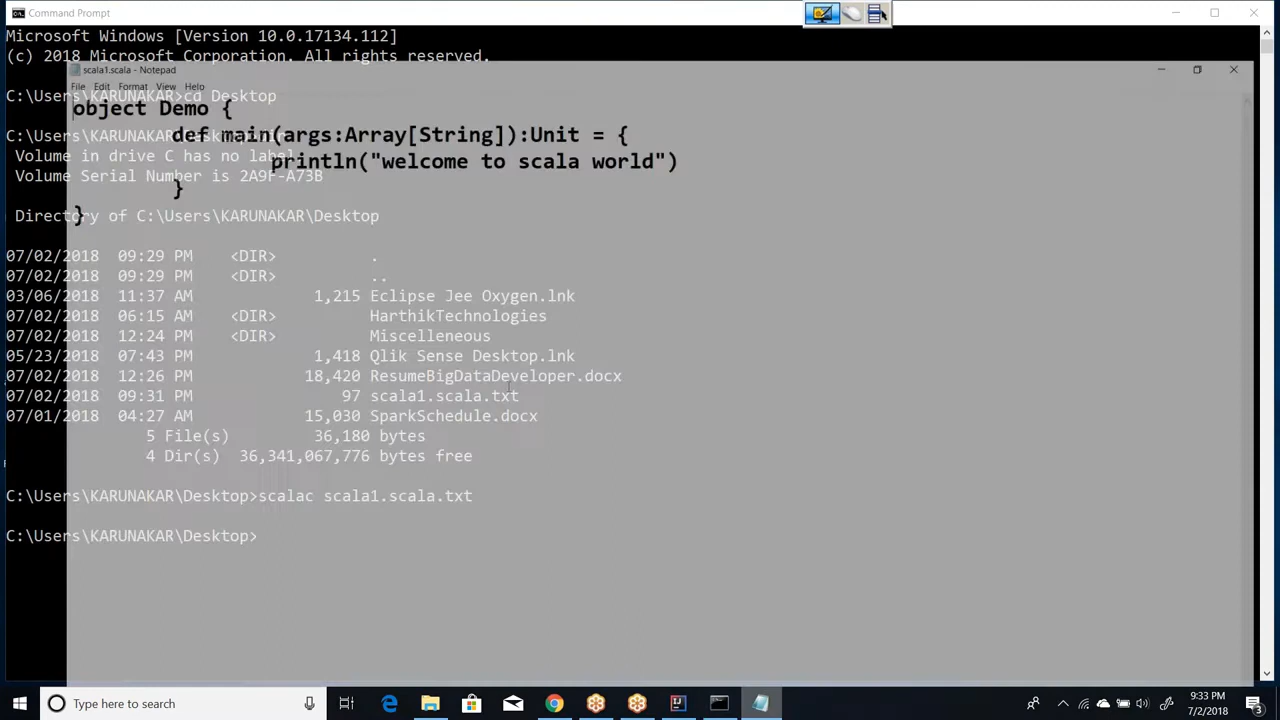 Command Prompt
Microsoft Windows [Version 10.0.17134.112]
(c) 2018 Microsoft Corporation. All rights reserved.
scala1.scala - Notepad
File Edit Format View Help
C:\Users\KARUNAKAR>cd Desktop
object Demo {
C:\Users\KARUNAKAR\Desktop>
def main(args:Array[String]):Unit = {
Volume in drive C has no label
println("welcome to scala world")
Volume Serial Number is 2A9F-A73B
}
Directory of C:\Users\KARUNAKAR\Desktop
}
07/02/2018 09:29 PM <DIR> .
07/02/2018 09:29 PM <DIR> ..
03/06/2018 11:37 AM 1,215 Eclipse Jee Oxygen.lnk
07/02/2018 06:15 AM <DIR> HarthikTechnologies
07/02/2018 12:24 PM <DIR> Miscelleneous
05/23/2018 07:43 PM 1,418 Qlik Sense Desktop.lnk
07/02/2018 12:26 PM 18,420 ResumeBigDataDeveloper.docx
07/02/2018 09:31 PM 97 scala1.scala.txt
07/01/2018 04:27 AM 15,030 SparkSchedule.docx
5 File(s) 36,180 bytes
4 Dir(s) 36,341,067,776 bytes free
C:\Users\KARUNAKAR\Desktop>scalac scala1.scala.txt
C:\Users\KARUNAKAR\Desktop>
Type here to search
9:33 PM
7/2/2018
3